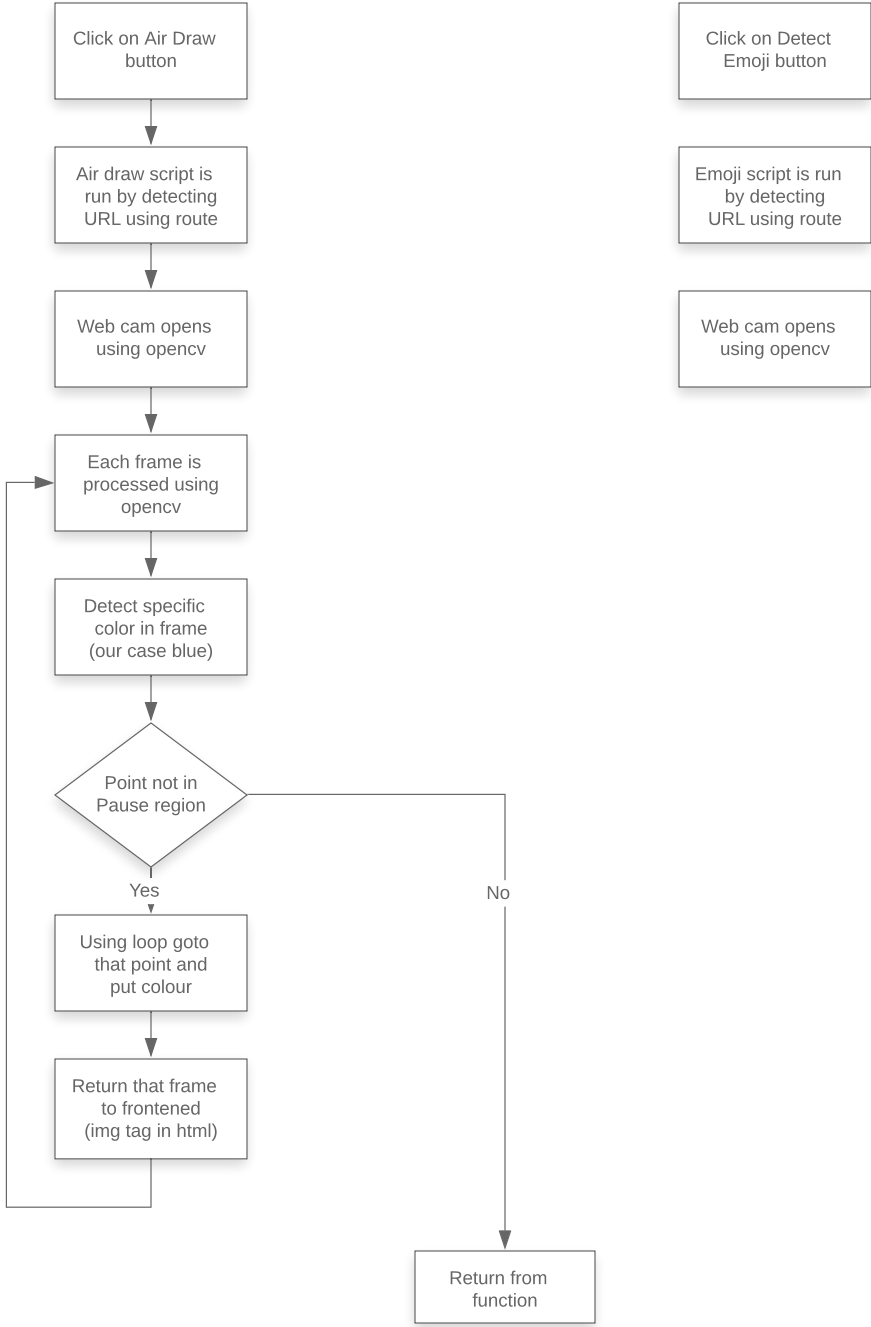 Click on Air Draw
button
Air draw script is
run by detecting
URL using route
Web cam opens
using opencv
Each frame is
processed using
opencv
Detect specific
color in frame
(our case blue)
Point not in
Pause region
Yes
No
Using loop goto
that point and
put colour
Return that frame
to frontened
(img tag in html)
Return from
function
Click on Detect
Emoji button
Emoji script is run
by detecting
URL using route
Web cam opens
using opencv